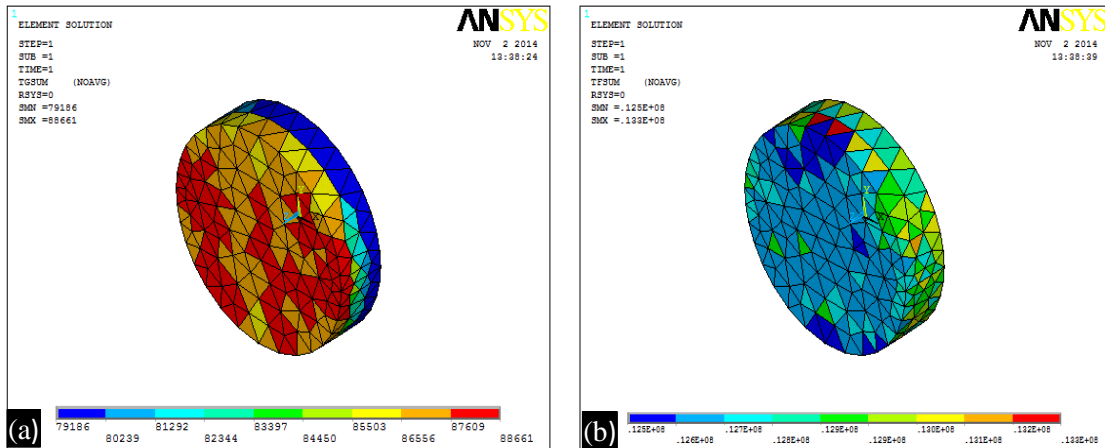 1
ANSYS
ELEMENT SOLUTION
NOV 2 2014
13:38:24
STEP=1
SUB =1
TIME=1
TGSUM (NOAVG)
RSYS=0
SMN =79186
SMX =88661
Y
X
79186 81292 83397 85503 87609
80239 82344 84450 86556 88661
(a)
1
ANSYS
ELEMENT SOLUTION
NOV 2 2014
13:38:39
STEP=1
SUB =1
TIME=1
TFSUM (NOAVG)
RSYS=0
SMN =.125E+08
SMX =.133E+08
Y
X
.125E+08 .127E+08 .129E+08 .130E+08 .132E+08
.126E+08 .128E+08 .129E+08 .131E+08 .133E+08
(b)